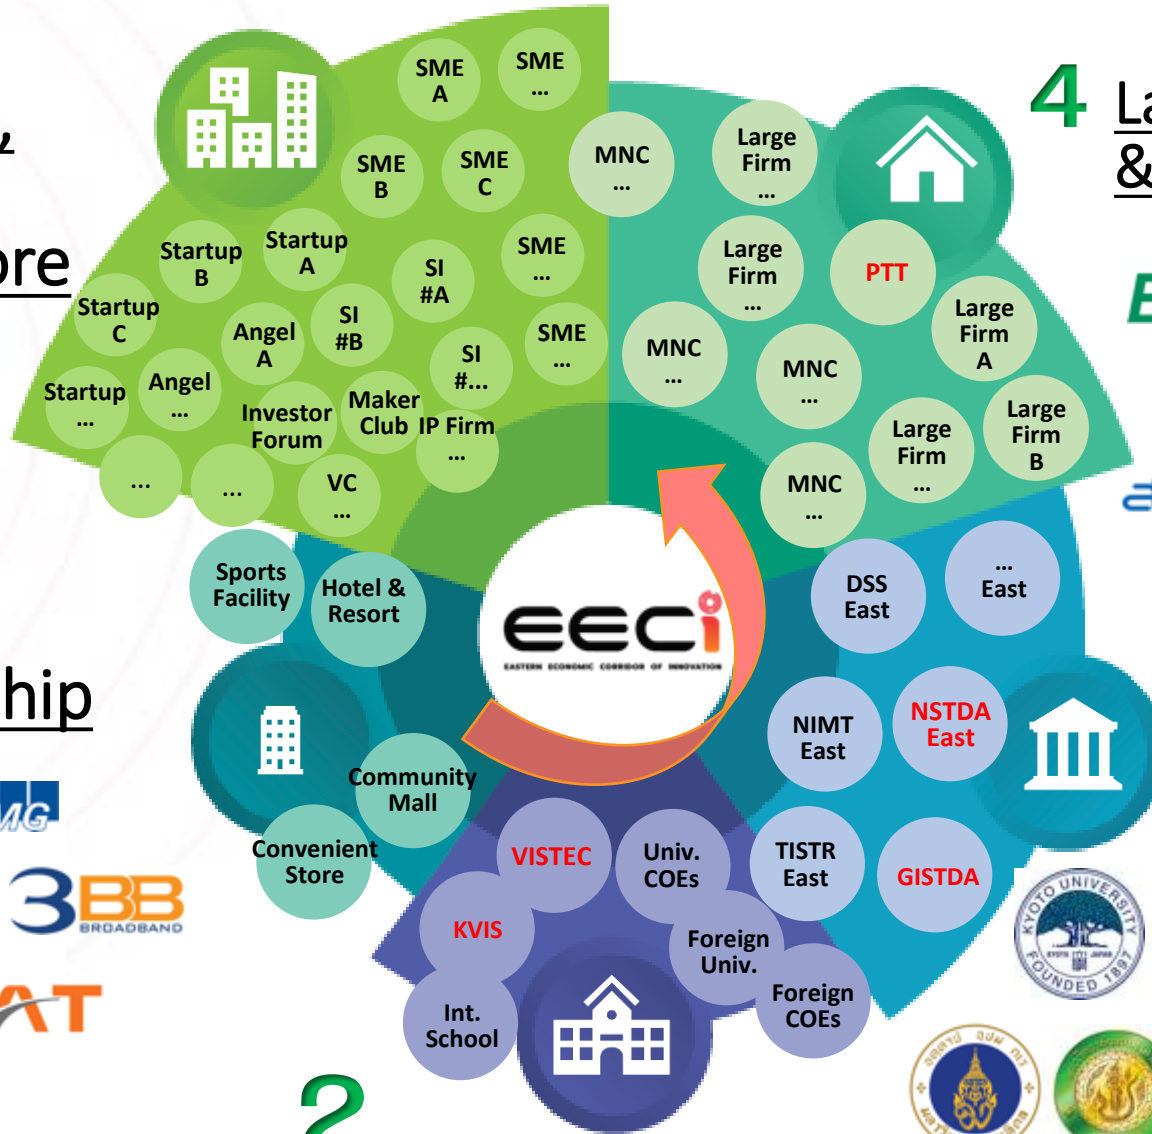 4
&
SME
A
SME
...
SME
B
SME
C
MNC
...
Large
Firm
...
Startup
B
Startup
A
SI
#A
SME
...
Large
Firm
...
PTT
Startup
C
Angel
A
SI
#B
SI
#...
SME
...
MNC
...
MNC
...
Large
Firm
A
Startup
...
Angel
...
Investor
Forum
Maker
Club
IP Firm
...
Large
Firm
...
Large
Firm
B
...
...
VC
...
MNC
...
Sports
Facility
Hotel &
Resort
EECi
EASTERN ECONOMIC CORRIDOR OF INNOVATION
DSS
East
...
East
NIMT
East
NSTDA
East
Community
Mall
Convenient
Store
VISTEC
Univ.
COEs
TISTR
East
GISTDA
KVIS
Foreign
Univ.
Foreign
COEs
Int.
School
3BB
BROADBAND
KYOTO UNIVERSITY
KYOTO JAPAN
FOUNDED 1897
2